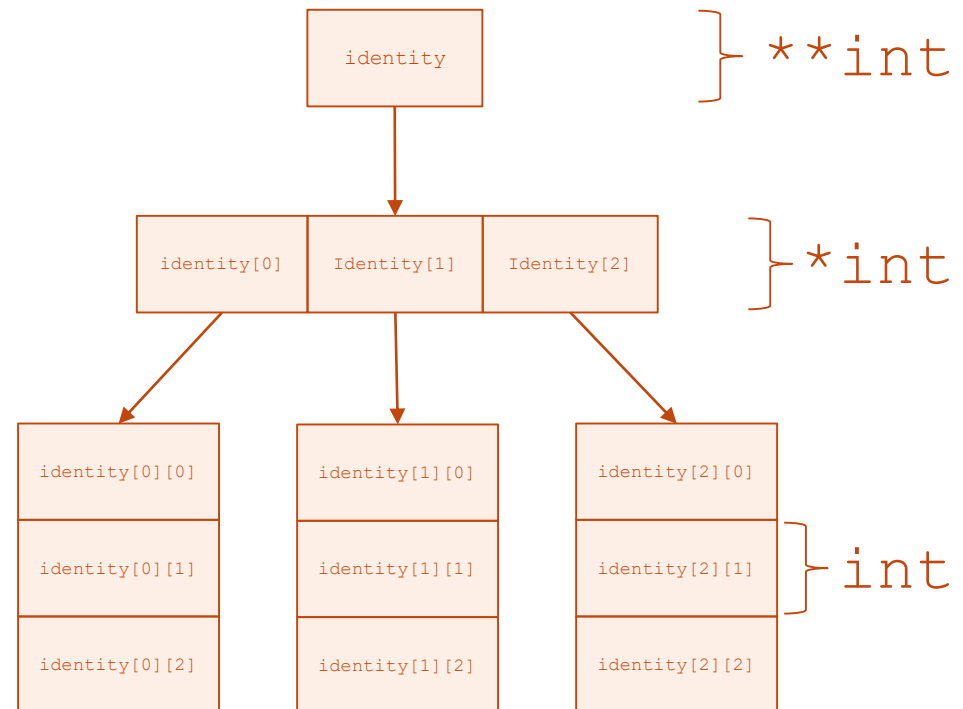 identity
**int
identity[0] Identity[1] Identity[2]
*int
identity[0][0] identity[1][0] identity[2][0]
identity[0][1] identity[1][1] identity[2][1]
int
identity[0][2] identity[1][2] identity[2][2]